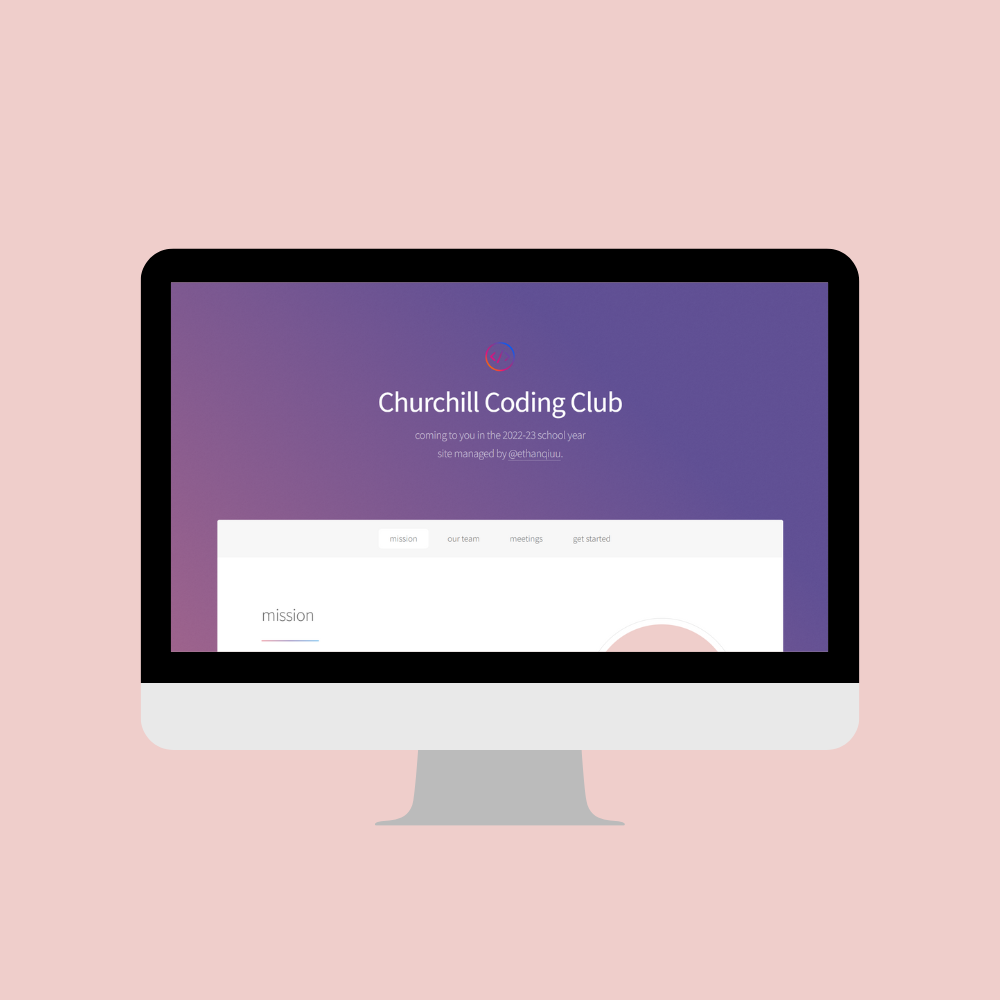 </>
Churchill Coding Club
coming to you in the 2022-23 school year
site managed by @ethanqiuu.
mission our team meetings get started
mission